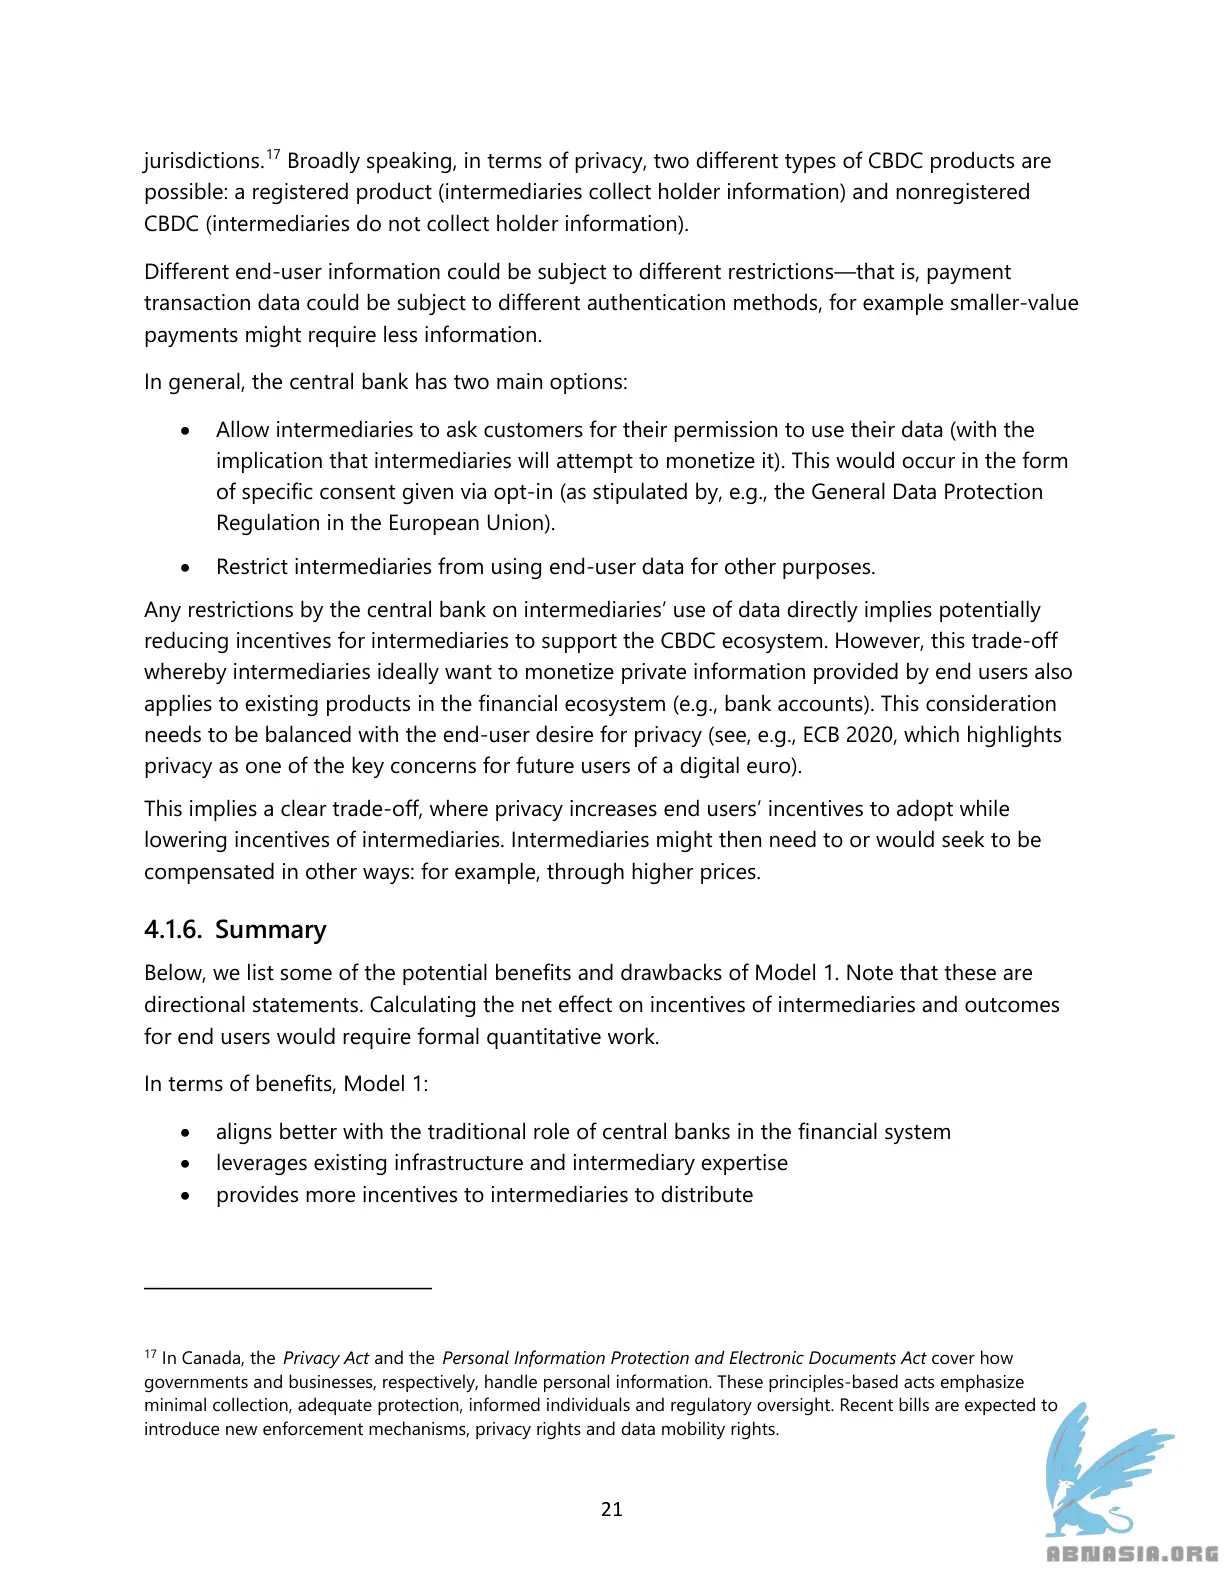 jurisdictions.17 Broadly speaking, in terms of privacy, two different types of CBDC products are
possible: a registered product (intermediaries collect holder information) and nonregistered
CBDC (intermediaries do not collect holder information).
Different end-user information could be subject to different restrictions—that is, payment
transaction data could be subject to different authentication methods, for example smaller-value
payments might require less information.
In general, the central bank has two main options:
• Allow intermediaries to ask customers for their permission to use their data (with the
implication that intermediaries will attempt to monetize it). This would occur in the form
of specific consent given via opt-in (as stipulated by, e.g., the General Data Protection
Regulation in the European Union).
• Restrict intermediaries from using end-user data for other purposes.
Any restrictions by the central bank on intermediaries’ use of data directly implies potentially
reducing incentives for intermediaries to support the CBDC ecosystem. However, this trade-off
whereby intermediaries ideally want to monetize private information provided by end users also
applies to existing products in the financial ecosystem (e.g., bank accounts). This consideration
needs to be balanced with the end-user desire for privacy (see, e.g., ECB 2020, which highlights
privacy as one of the key concerns for future users of a digital euro).
This implies a clear trade-off, where privacy increases end users’ incentives to adopt while
lowering incentives of intermediaries. Intermediaries might then need to or would seek to be
compensated in other ways: for example, through higher prices.
4.1.6. Summary
Below, we list some of the potential benefits and drawbacks of Model 1. Note that these are
directional statements. Calculating the net effect on incentives of intermediaries and outcomes
for end users would require formal quantitative work.
In terms of benefits, Model 1:
• aligns better with the traditional role of central banks in the financial system
• leverages existing infrastructure and intermediary expertise
• provides more incentives to intermediaries to distribute
17 In Canada, the Privacy Act and the Personal Information Protection and Electronic Documents Act cover how
governments and businesses, respectively, handle personal information. These principles-based acts emphasize
minimal collection, adequate protection, informed individuals and regulatory oversight. Recent bills are expected to
introduce new enforcement mechanisms, privacy rights and data mobility rights.
21
ABNASIA.ORG